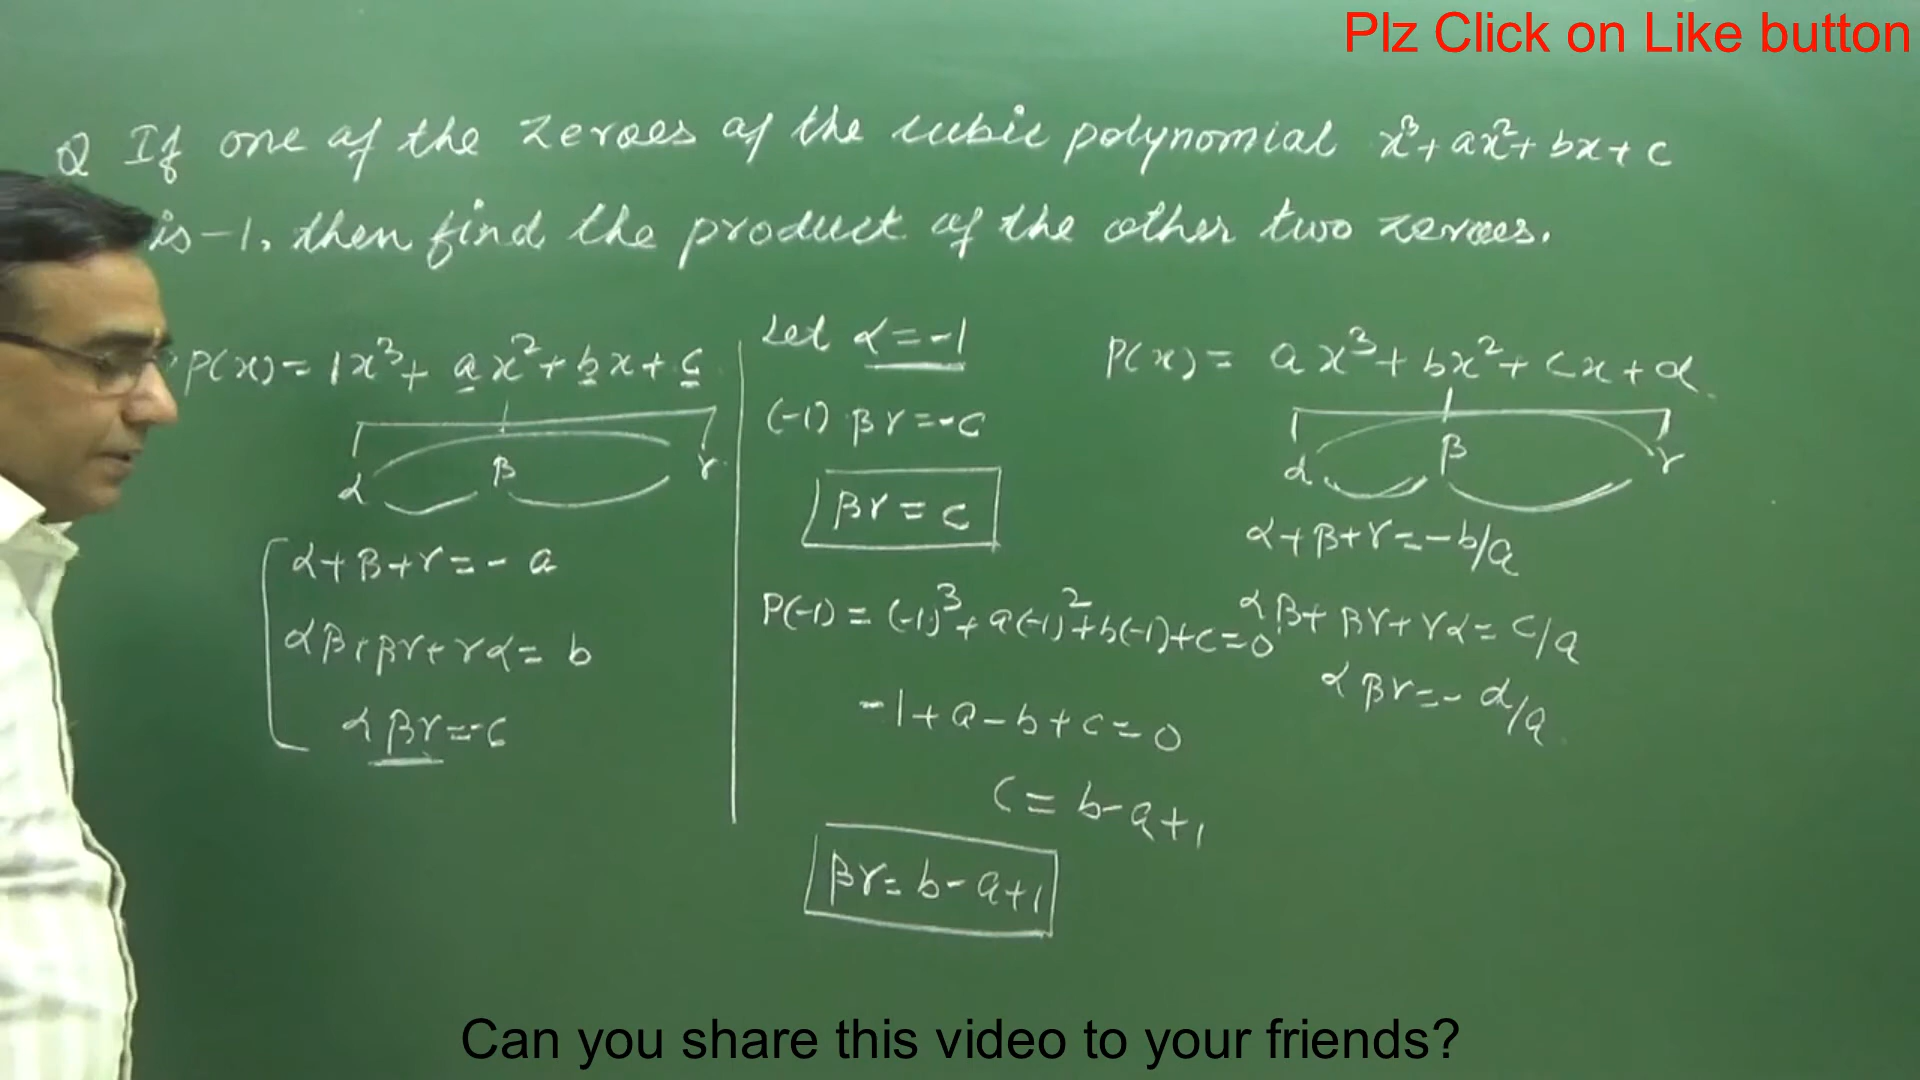 Plz Click on Like button
Q If one of the zeroes of the cubic polynomial x³+ax²+bx+c
is -1, then find the product of the other two zeroes.
P(x)=1x³+ax²+bx+c
α β γ
α+β+γ=-a
αβ+βγ+γα=b
αβγ=-c
Let α=-1
(-1) βγ=-c
βγ=c
P(-1)=(-1)³+a(-1)²+b(-1)+c=0
-1+a-b+c=0
c=b-a+1
βγ=b-a+1
P(x)=ax³+bx²+cx+d
α β γ
α+β+γ=-b/a
αβ+βγ+γα=c/a
αβγ=-d/a
Can you share this video to your friends?